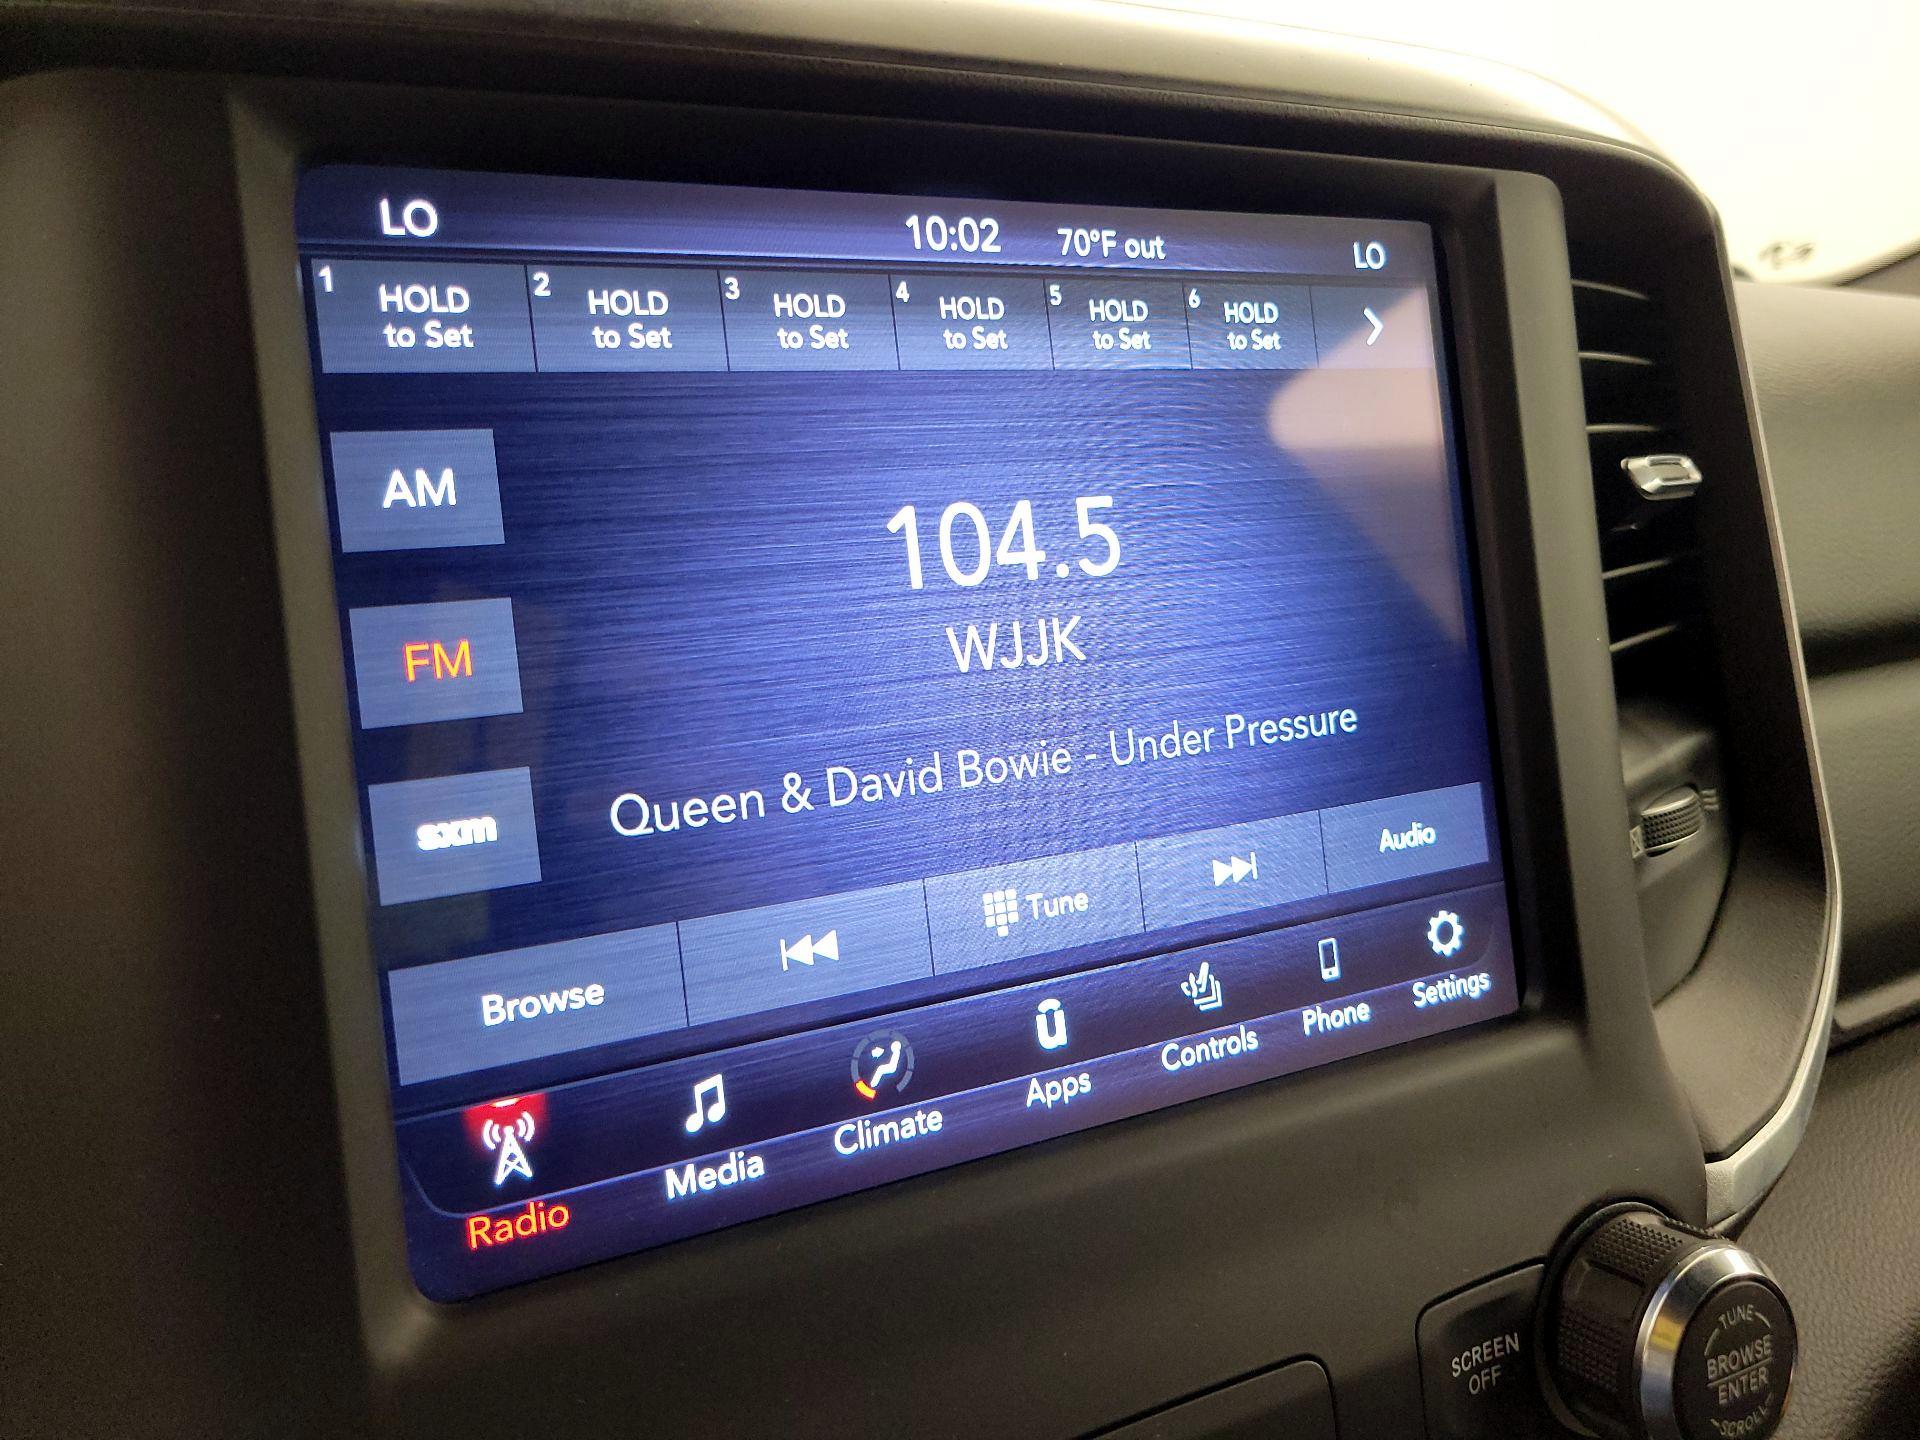 LO 10:02 70°F out LO
1 HOLD to Set
2 HOLD to Set
3 HOLD to Set
4 HOLD to Set
5 HOLD to Set
6 HOLD to Set
AM
104.5
FM
WJJK
Queen & David Bowie - Under Pressure
sxm
Browse
Tune
Audio
Radio
Media
Climate
Apps
Controls
Phone
Settings
SCREEN
OFF
TUNE
BROWSE
ENTER
SCROLL